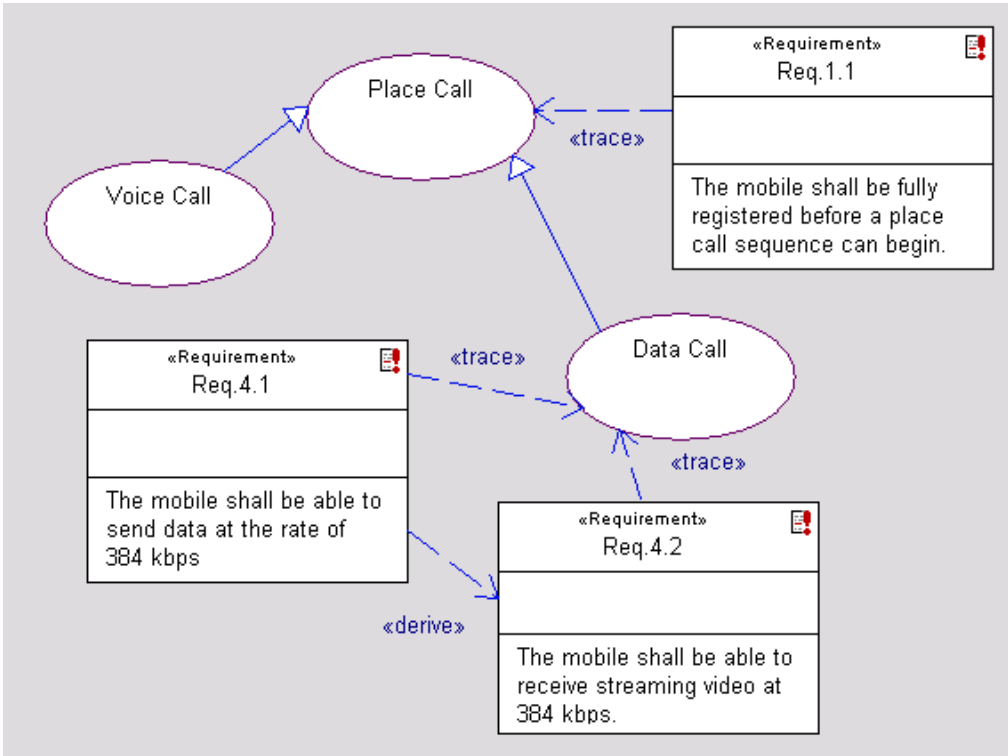 Place Call
«Requirement»
Req.1.1
«trace»
The mobile shall be fully
registered before a place
call sequence can begin.
Voice Call
Data Call
«Requirement»
Req.4.1
«trace»
The mobile shall be able to
send data at the rate of
384 kbps
«trace»
«Requirement»
Req.4.2
«derive»
The mobile shall be able to
receive streaming video at
384 kbps.